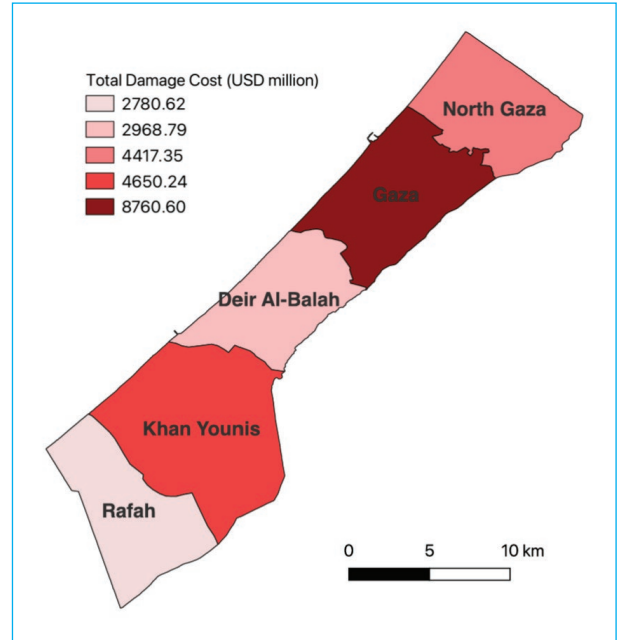 Total Damage Cost (USD million)
2780.62
2968.79
4417.35
4650.24
8760.60
North Gaza
Gaza
Deir Al-Balah
Khan Younis
Rafah
0 5 10 km